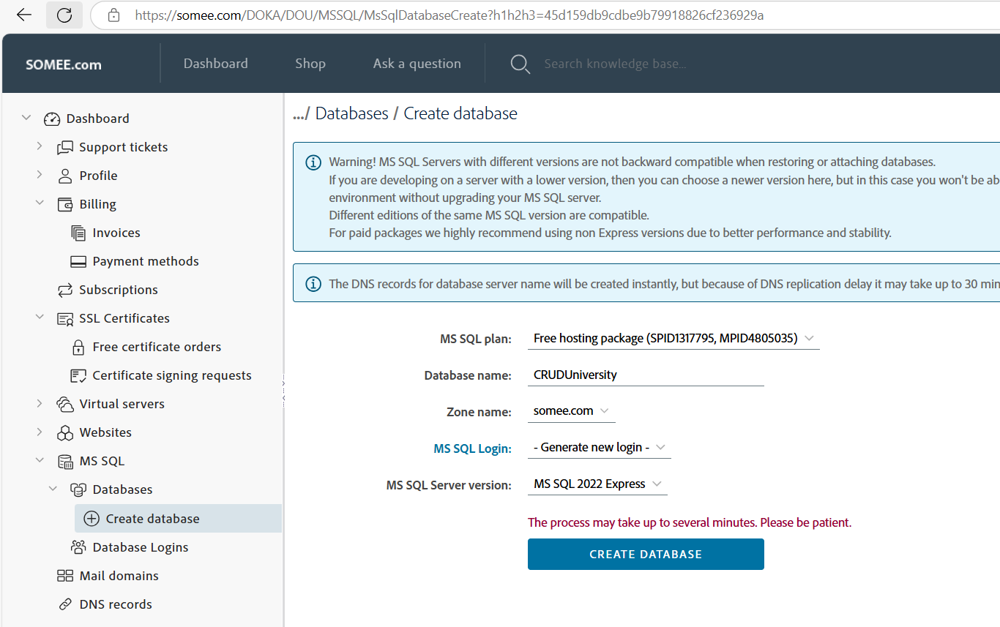 https://somee.com/DOKA/DOU/MSSQL/MsSqlDatabaseCreate?h1h2h3=45d159db9cdbe9b79918826cf236929a
SOMEE.com
Dashboard
Shop
Ask a question
Search knowledge base...
Dashboard
Support tickets
Profile
Billing
Invoices
Payment methods
Subscriptions
SSL Certificates
Free certificate orders
Certificate signing requests
Virtual servers
Websites
MS SQL
Databases
Create database
Database Logins
Mail domains
DNS records
.../ Databases / Create database
Warning! MS SQL Servers with different versions are not backward compatible when restoring or attaching databases.
If you are developing on a server with a lower version, then you can choose a newer version here, but in this case you won't be ab
environment without upgrading your MS SQL server.
Different editions of the same MS SQL version are compatible.
For paid packages we highly recommend using non Express versions due to better performance and stability.
The DNS records for database server name will be created instantly, but because of DNS replication delay it may take up to 30 min
MS SQL plan: Free hosting package (SPID1317795, MPID4805035)
Database name: CRUDUniversity
Zone name: somee.com
MS SQL Login: - Generate new login -
MS SQL Server version: MS SQL 2022 Express
The process may take up to several minutes. Please be patient.
CREATE DATABASE